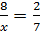 8/x = 2/7